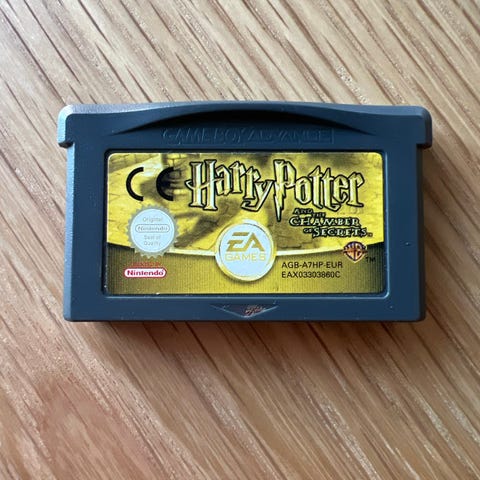 GAME BOY ADVANCE
CE
Harry Potter
AND THE
CHAMBER
OF SECRETS
Original
Nintendo
Seal of
Quality
EA
GAMES
TM
AGB-A7HP-EUR
EAX03303860C
Nintendo